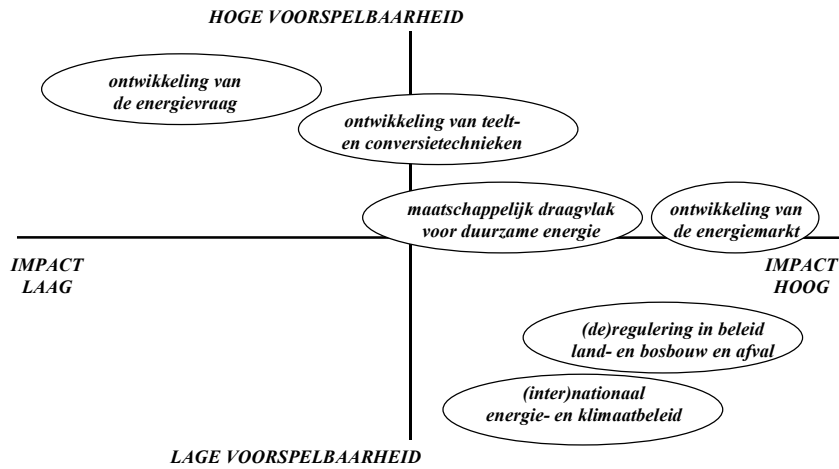 HOGE VOORSPELBAARHEID
ontwikkeling van
de energievraag
ontwikkeling van teelt-
en conversietechnieken
maatschappelijk draagvlak
voor duurzame energie
ontwikkeling van
de energiemarkt
IMPACT
LAAG
IMPACT
HOOG
(de)regulering in beleid
land- en bosbouw en afval
(inter)nationaal
energie- en klimaatbeleid
LAGE VOORSPELBAARHEID